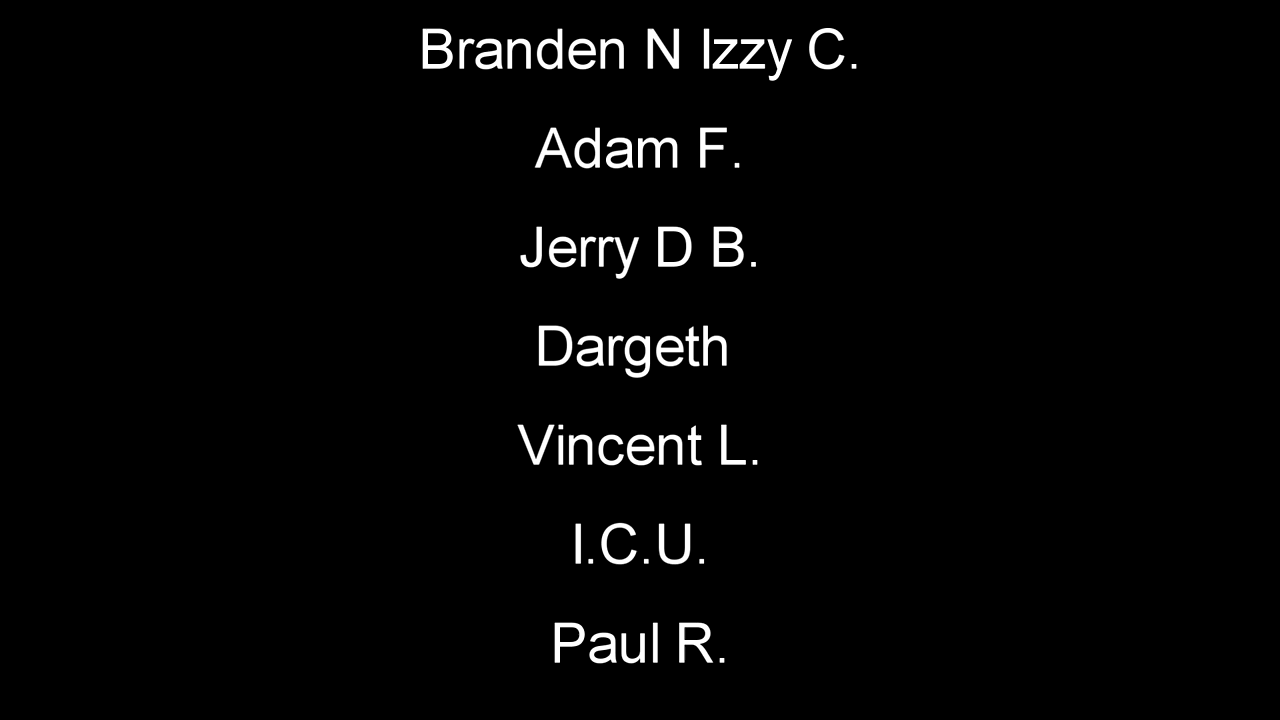 Branden N Izzy C.
Adam F.
Jerry D B.
Dargeth
Vincent L.
I.C.U.
Paul R.